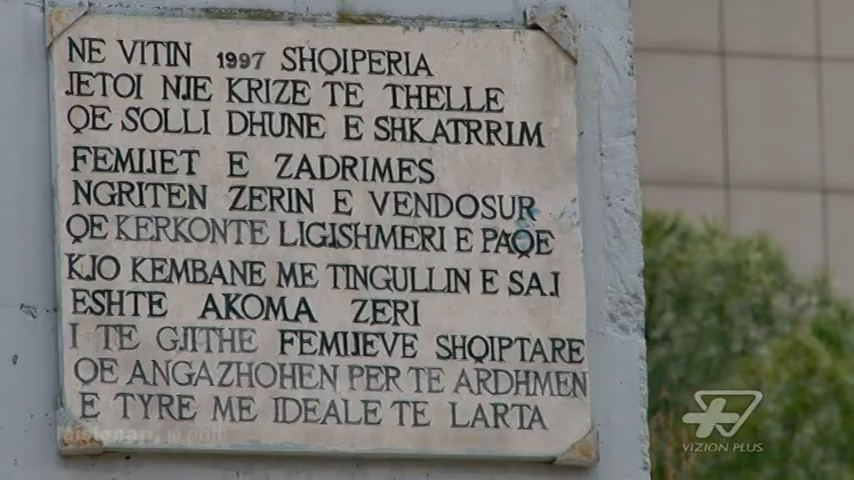 NE VITIN 1997 SHQIPERIA
JETOI NJE KRIZE TE THELLE
QE SOLLI DHUNE E SHKATRRIM
FEMIJET E ZADRIMES
NGRITEN ZERIN E VENDOSUR
QE KERKONTE LIGJSHMERI E PAQE
KJO KEMBANE ME TINGULLIN E SAJ
ESHTE AKOMA ZERI
I TE GJITHE FEMIJEVE SHQIPTARE
QE ANGAZHOHEN PER TE ARDHMEN
E TYRE ME IDEALE TE LARTA
VIZION PLUS